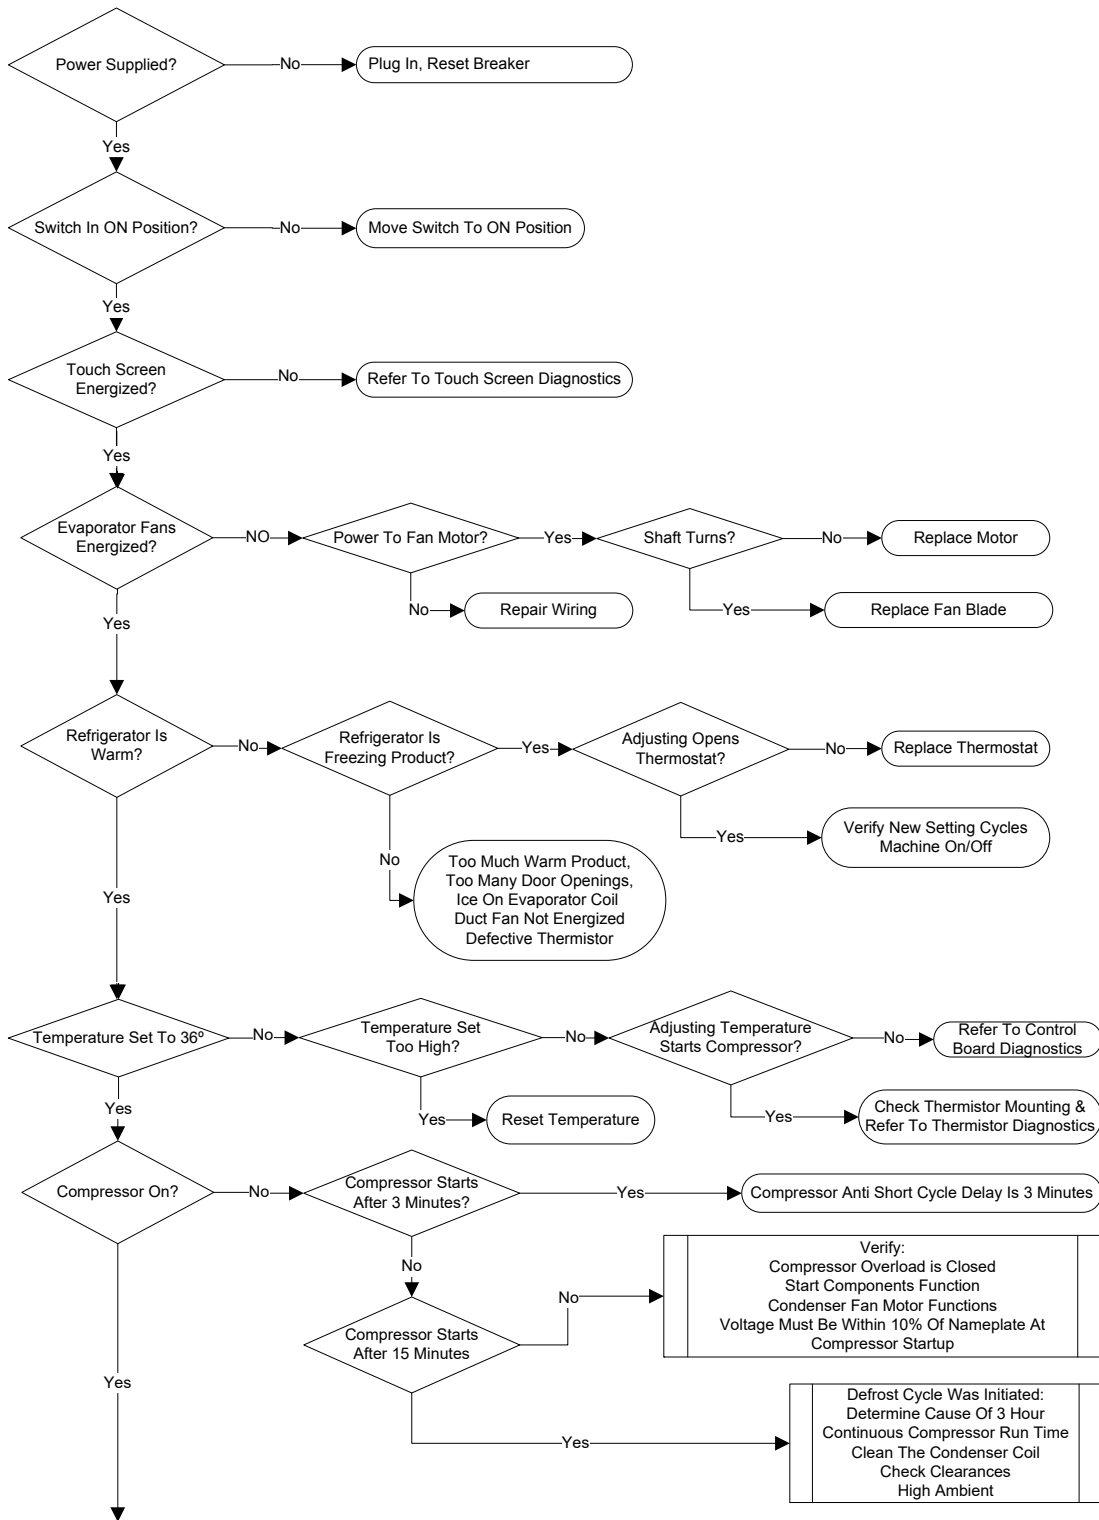 Power Supplied?
No
Plug In, Reset Breaker
Yes
Switch In ON Position?
No
Move Switch To ON Position
Yes
Touch Screen
Energized?
No
Refer To Touch Screen Diagnostics
Yes
Evaporator Fans
Energized?
NO
Power To Fan Motor?
Yes
Shaft Turns?
No
Replace Motor
No
Repair Wiring
Yes
Replace Fan Blade
Yes
Refrigerator Is
Warm?
No
Refrigerator Is
Freezing Product?
Yes
Adjusting Opens
Thermostat?
No
Replace Thermostat
Yes
Verify New Setting Cycles
Machine On/Off
No
Too Much Warm Product,
Too Many Door Openings,
Ice On Evaporator Coil
Duct Fan Not Energized
Defective Thermistor
Yes
Temperature Set To 36º
No
Temperature Set
Too High?
No
Adjusting Temperature
Starts Compressor?
No
Refer To Control
Board Diagnostics
Yes
Reset Temperature
Yes
Check Thermistor Mounting &
Refer To Thermistor Diagnostics
Yes
Compressor On?
No
Compressor Starts
After 3 Minutes?
Yes
Compressor Anti Short Cycle Delay Is 3 Minutes
No
Compressor Starts
After 15 Minutes
No
Verify:
Compressor Overload is Closed
Start Components Function
Condenser Fan Motor Functions
Voltage Must Be Within 10% Of Nameplate At
Compressor Startup
Yes
Defrost Cycle Was Initiated:
Determine Cause Of 3 Hour
Continuous Compressor Run Time
Clean The Condenser Coil
Check Clearances
High Ambient
Yes